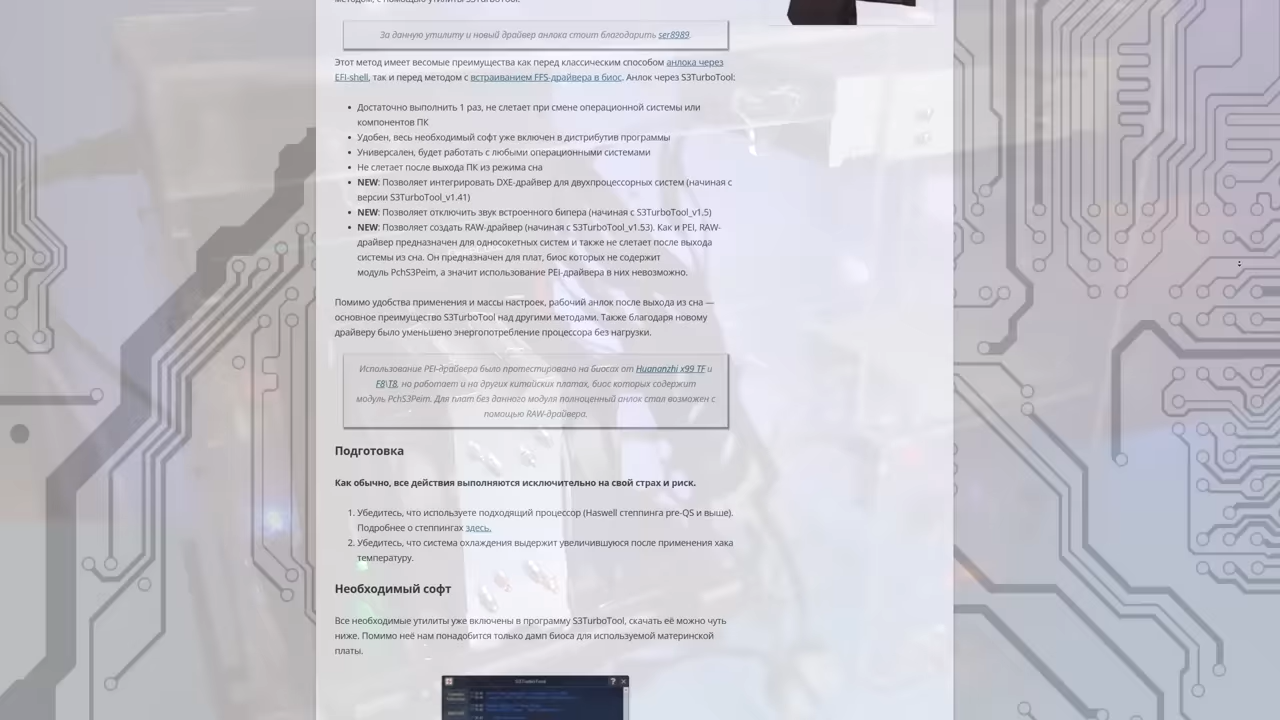 методом, с помощью утилиты S3TurboTool.
За данную утилиту и новый драйвер анлока стоит благодарить ser8989.
Этот метод имеет весомые преимущества как перед классическим способом анлока через
EFI-shell, так и перед методом с встраиванием FFS-драйвера в биос. Анлок через S3TurboTool:
• Достаточно выполнить 1 раз, не слетает при смене операционной системы или
компонентов ПК
• Удобен, весь необходимый софт уже включен в дистрибутив программы
• Универсален, будет работать с любыми операционными системами
• Не слетает после выхода ПК из режима сна
• NEW: Позволяет интегрировать DXE-драйвер для двухпроцессорных систем (начиная с
версии S3TurboTool_v1.41)
• NEW: Позволяет отключить звук встроенного бипера (начиная с S3TurboTool_v1.5)
• NEW: Позволяет создать RAW-драйвер (начиная с S3TurboTool_v1.53). Как и PEI, RAW-
драйвер предназначен для односокетных систем и также не слетает после выхода
системы из сна. Он предназначен для плат, биос которых не содержит
модуль PchS3Peim, а значит использование PEI-драйвера в них невозможно.
Помимо удобства применения и массы настроек, рабочий анлок после выхода из сна —
основное преимущество S3TurboTool над другими методами. Также благодаря новому
драйверу было уменьшено энергопотребление процессора без нагрузки.
Использование PEI-драйвера было протестировано на биосах от Huananzhi x99 TF и
F8\T8, но работает и на других китайских платах, биос которых содержит
модуль PchS3Peim. Для плат без данного модуля полноценный анлок стал возможен с
помощью RAW-драйвера.
Подготовка
Как обычно, все действия выполняются исключительно на свой страх и риск.
1. Убедитесь, что используете подходящий процессор (Haswell степпинга pre-QS и выше).
Подробнее о степпингах здесь.
2. Убедитесь, что система охлаждения выдержит увеличившуюся после применения хака
температуру.
Необходимый софт
Все необходимые утилиты уже включены в программу S3TurboTool, скачать её можно чуть
ниже. Помимо неё нам понадобится только дамп биоса для используемой материнской
платы.